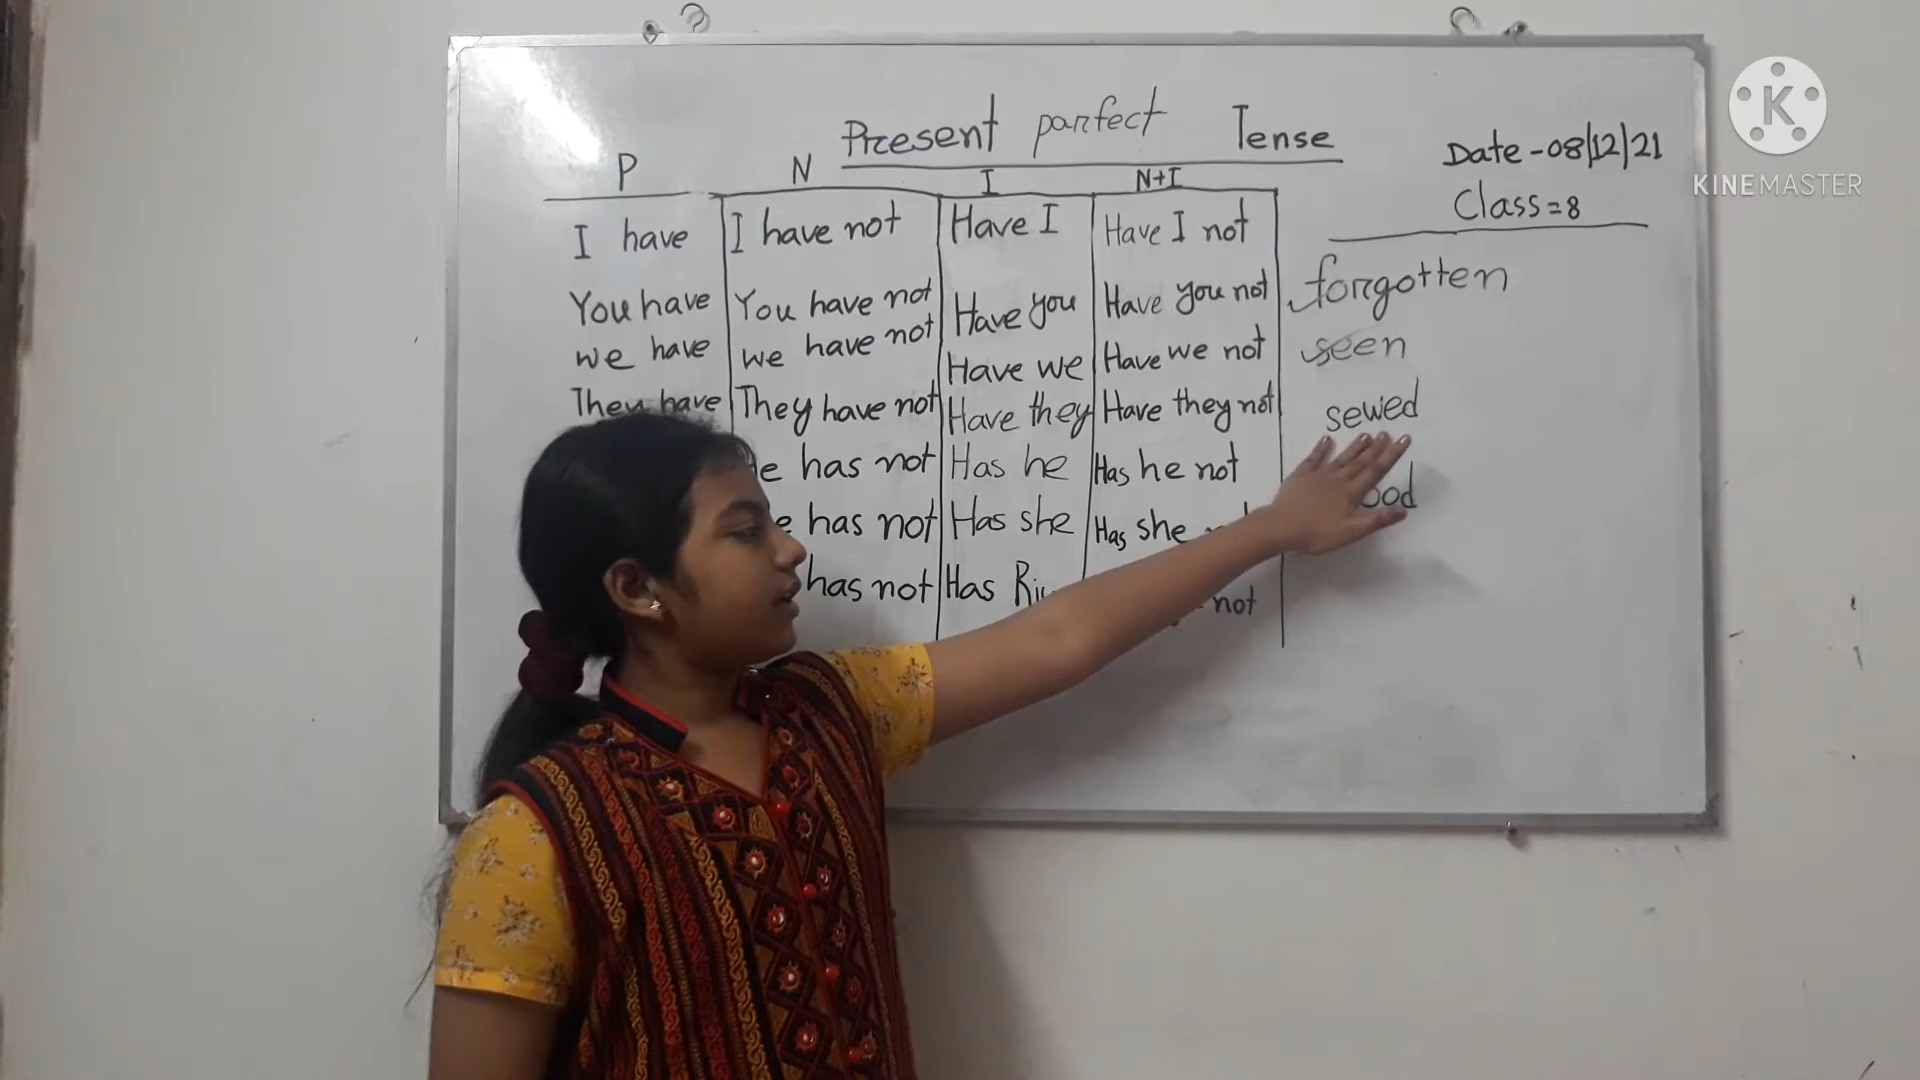 Present parfect Tense
Date - 08/12/21
Class = 8
P N I N+I
I have I have not Have I Have I not
You have You have not Have you Have you not
we have we have not Have we Have we not
They have They have not Have they Have they not
has not Has he Has he not
has not Has she Has she
has not Has not
forgotten
seen
sewed
K
KINEMASTER